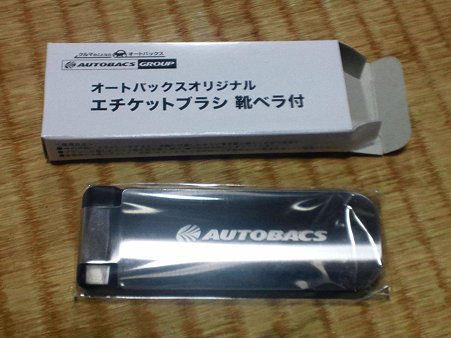 クルマのことなら オートバックス
AUTOBACS GROUP
オートバックスオリジナル
エチケットブラシ 靴ベラ付
AUTOBACS